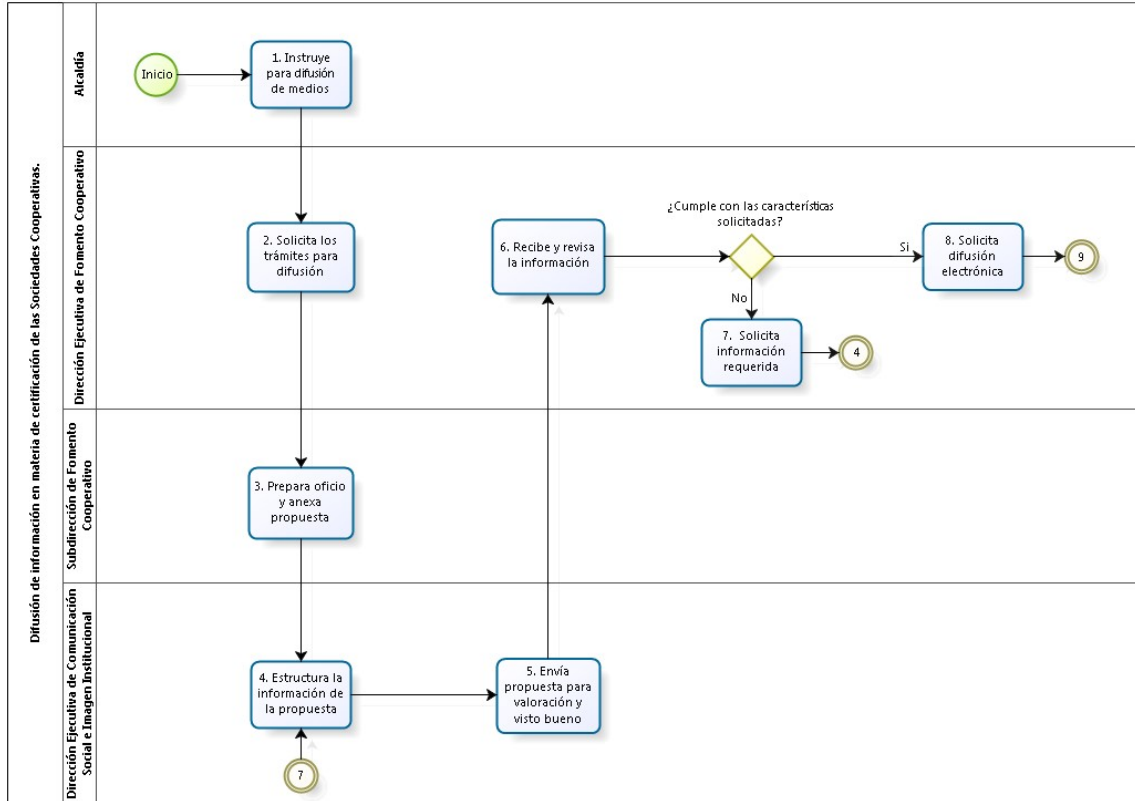 Difusión de información en materia de certificación de las Sociedades Cooperativas.
Alcaldía
Inicio
1. Instruye
para difusión
de medios
Dirección Ejecutiva de Fomento Cooperativo
2. Solicita los
trámites para
difusión
6. Recibe y revisa
la información
¿Cumple con las características
solicitadas?
Si
8. Solicita
difusión
electrónica
9
No
7. Solicita
información
requerida
4
Subdirección de Fomento
Cooperativo
3. Prepara oficio
y anexa
propuesta
Dirección Ejecutiva de Comunicación
Social e Imagen Institucional
4. Estructura la
información de
la propuesta
5. Envía
propuesta para
valoración y
visto bueno
7